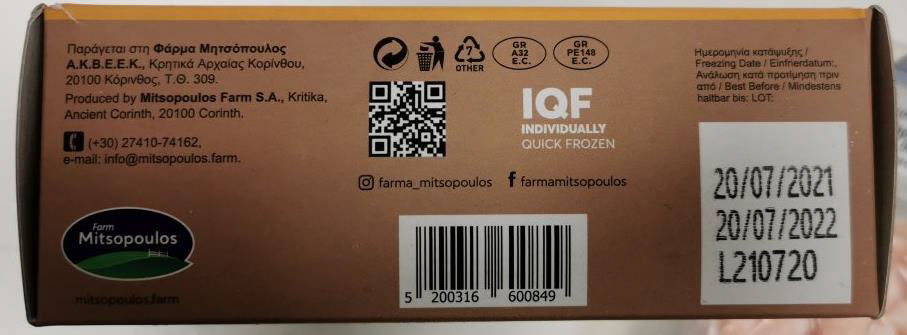 Παράγεται στη Φάρμα Μητσόπουλος
Α.Κ.Β.Ε.Ε.Κ., Κρητικά Αρχαίας Κορίνθου,
20100 Κόρινθος, Τ.Θ. 309.
Produced by Mitsopoulos Farm S.A., Kritika,
Ancient Corinth, 20100 Corinth.
(+30) 27410-74162,
e-mail: info@mitsopoulos.farm.
Farm
Mitsopoulos
mitsopoulos.farm
7
OTHER
GR
A32
E.C.
GR
PE148
E.C.
IQF
INDIVIDUALLY
QUICK FROZEN
farma_mitsopoulos
farmamitsopoulos
5 200316 600849
Ημερομηνία κατάψυξης /
Freezing Date / Einfrierdatum:,
Ανάλωση κατά προτίμηση πριν
από / Best Before / Mindestens
haltbar bis: LOT:
20/07/2021
20/07/2022
L210720